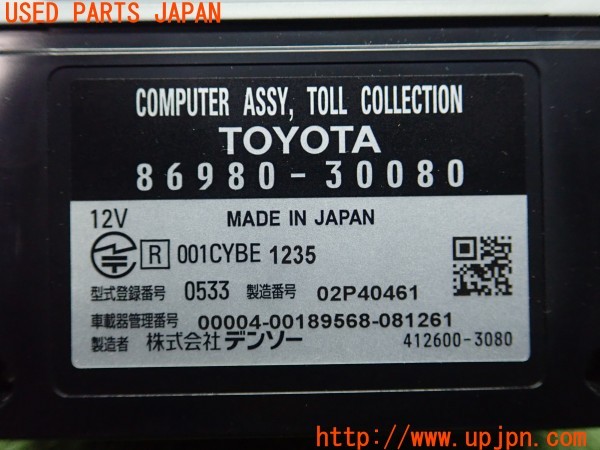 USED PARTS JAPAN
COMPUTER ASSY, TOLL COLLECTION
TOYOTA
86980-30080
12V MADE IN JAPAN
R 001CYBE 1235
型式登録番号 0533 製造番号 02P40461
車載器管理番号 00004-00189568-081261
製造者 株式会社デンソー 412600-3080
http://www.upjpn.com/